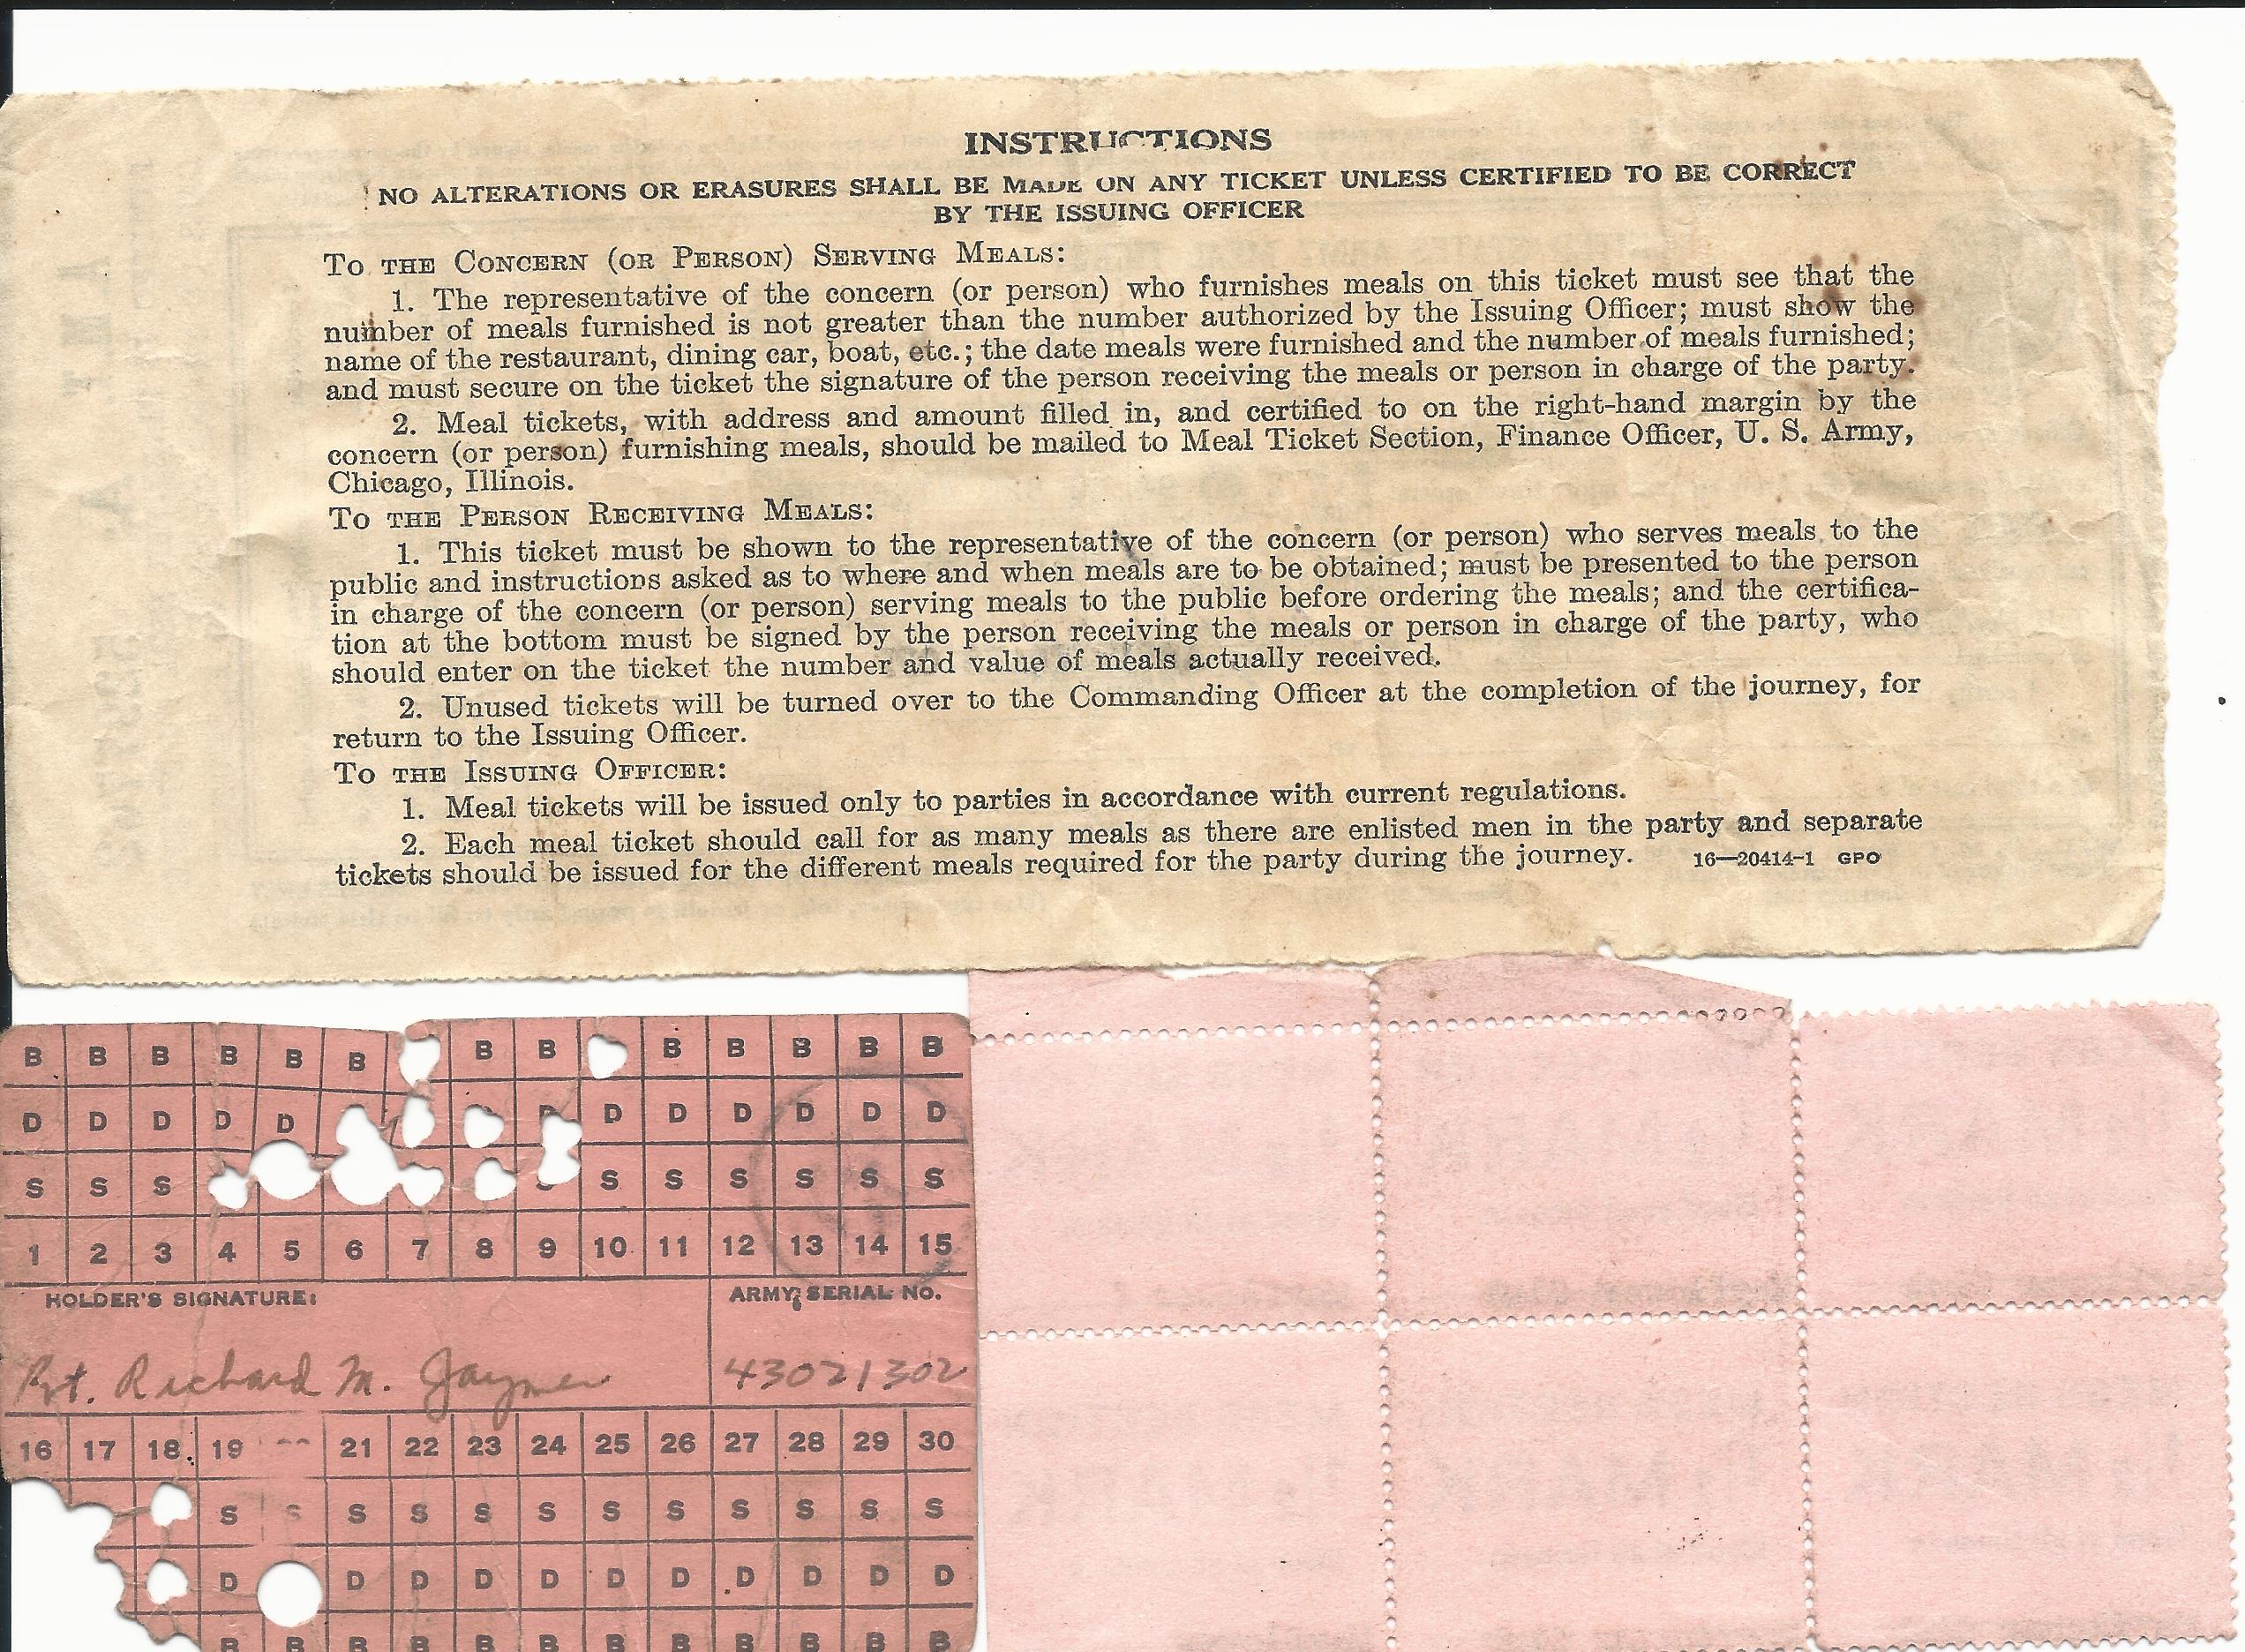 INSTRUCTIONS
NO ALTERATIONS OR ERASURES SHALL BE MADE ON ANY TICKET UNLESS CERTIFIED TO BE CORRECT
BY THE ISSUING OFFICER
TO THE CONCERN (OR PERSON) SERVING MEALS:
1. The representative of the concern (or person) who furnishes meals on this ticket must see that the
number of meals furnished is not greater than the number authorized by the Issuing Officer; must show the
name of the restaurant, dining car, boat, etc.; the date meals were furnished and the number of meals furnished;
and must secure on the ticket the signature of the person receiving the meals or person in charge of the party.
2. Meal tickets, with address and amount filled in, and certified to on the right-hand margin by the
concern (or person) furnishing meals, should be mailed to Meal Ticket Section, Finance Officer, U. S. Army,
Chicago, Illinois.
TO THE PERSON RECEIVING MEALS:
1. This ticket must be shown to the representative of the concern (or person) who serves meals to the
public and instructions asked as to where and when meals are to be obtained; must be presented to the person
in charge of the concern (or person) serving meals to the public before ordering the meals; and the certifica-
tion at the bottom must be signed by the person receiving the meals or person in charge of the party, who
should enter on the ticket the number and value of meals actually received.
2. Unused tickets will be turned over to the Commanding Officer at the completion of the journey, for
return to the Issuing Officer.
TO THE ISSUING OFFICER:
1. Meal tickets will be issued only to parties in accordance with current regulations.
2. Each meal ticket should call for as many meals as there are enlisted men in the party and separate
tickets should be issued for the different meals required for the party during the journey. 16—20414-1 GPO
B B B B B B B B B B B B B
D D D D D D D D D D D D
S S S S S S S S S S
1 2 3 4 5 6 7 8 9 10 11 12 13 14 15
HOLDER'S SIGNATURE: ARMY SERIAL NO.
Pvt. Richard M. 43021302
16 17 18 19 21 22 23 24 25 26 27 28 29 30
S S S S S S S S S S S S
D D D D D D D D D D D
B B B B B B B B B B B B